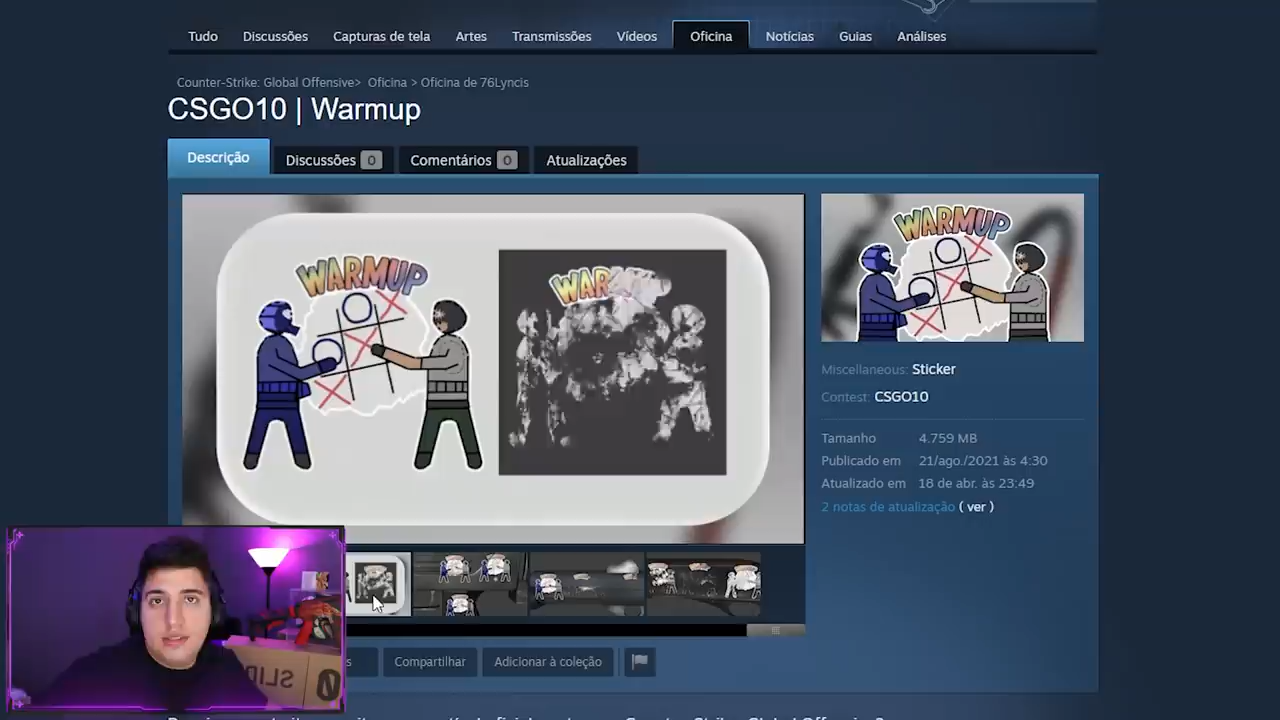 Tudo Discussões Capturas de tela Artes Transmissões Vídeos Oficina Notícias Guias Análises
Counter-Strike: Global Offensive> Oficina > Oficina de 76Lyncis
CSGO10 | Warmup
Descrição Discussões 0 Comentários 0 Atualizações
WARMUP
WARMUP
Miscellaneous: Sticker
Contest: CSGO10
Tamanho 4.759 MB
Publicado em 21/ago./2021 às 4:30
Atualizado em 18 de abr. às 23:49
2 notas de atualização ( ver )
Compartilhar Adicionar à coleção